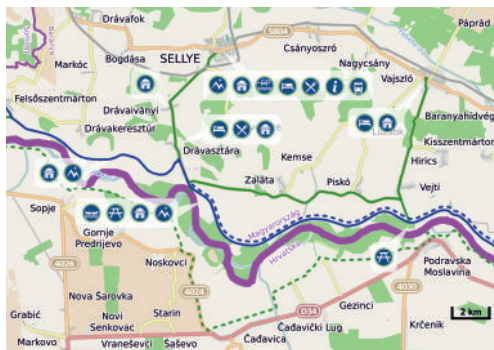 Drávafok
Páprád
5804
Csányoszró
Bogdása
SELLYE
Markóc
Nagycsány
Vajszló
Felsőszentmárton
Drávaiványi
Baranyahídvég
Drávakeresztúr
Kisszentmárton
Drávasztára
Kemse
Hirics
Zaláta
Piskó
Vejti
Sopje
Magyarország
Hrvatska
Gornje
Predrijevo
Noskovci
4026
Podravska
Moslavina
Nova Šarovka
4024
4030
Grabić
Novi
Senkovac
Starin
D34
Gezinci
2 km
Čađavički Lug
Krčenik
Markovo
Vraneševci
Šaševo
Čađavica